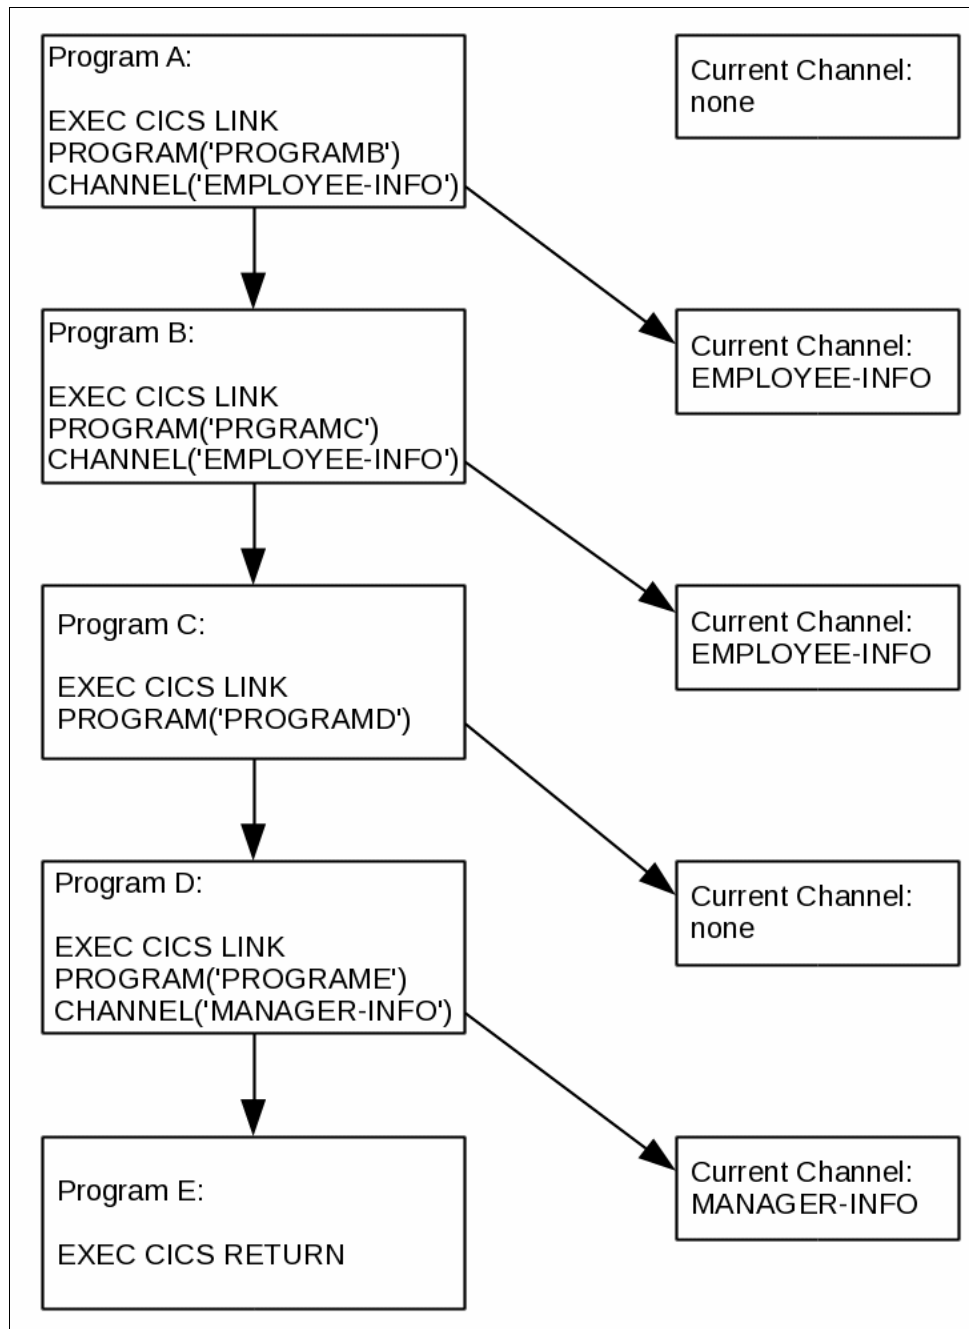 Program A:
EXEC CICS LINK
PROGRAM('PROGRAMB')
CHANNEL('EMPLOYEE-INFO')
Current Channel:
none
Program B:
EXEC CICS LINK
PROGRAM('PRGRAMC')
CHANNEL('EMPLOYEE-INFO')
Current Channel:
EMPLOYEE-INFO
Program C:
EXEC CICS LINK
PROGRAM('PROGRAMD')
Current Channel:
EMPLOYEE-INFO
Program D:
EXEC CICS LINK
PROGRAM('PROGRAME')
CHANNEL('MANAGER-INFO')
Current Channel:
none
Program E:
EXEC CICS RETURN
Current Channel:
MANAGER-INFO